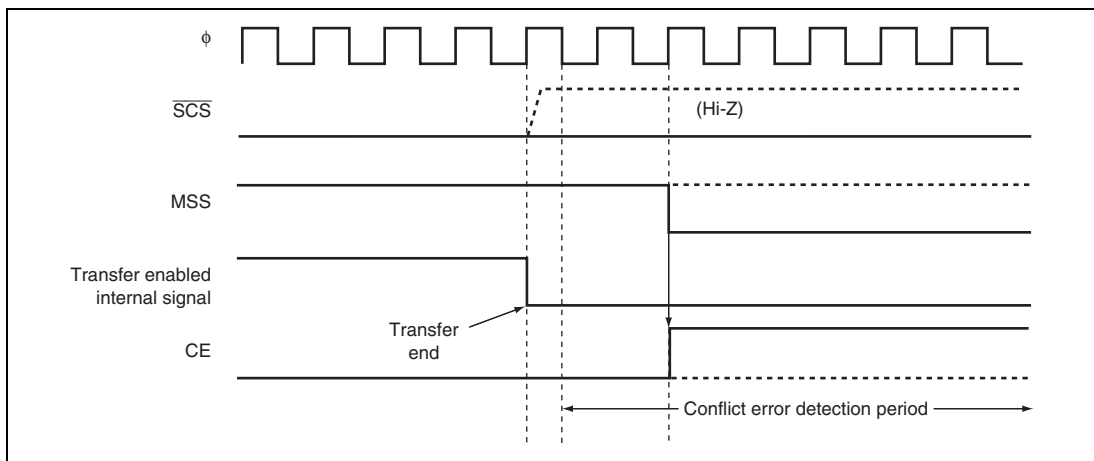 ϕ
SCS
(Hi-Z)
MSS
Transfer enabled
internal signal
Transfer
end
CE
Conflict error detection period